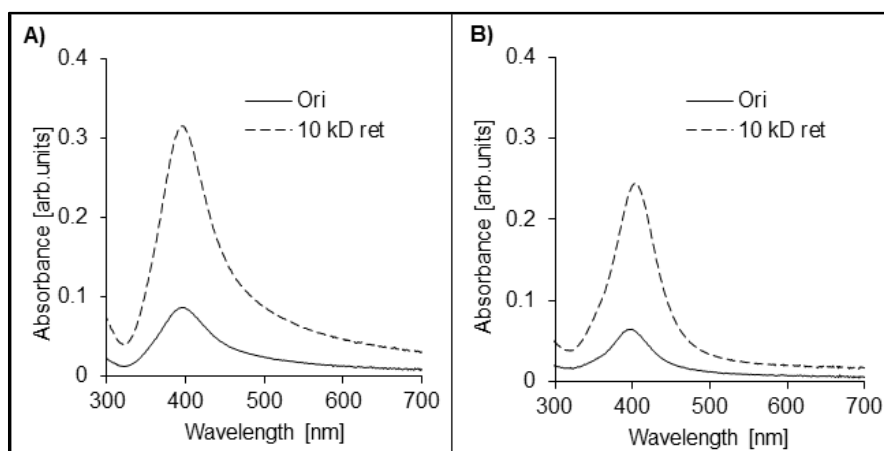 A)
0.4
0.3
0.2
0.1
0
Absorbance [arb.units]
Ori
10 kD ret
300 400 500 600 700
Wavelength [nm]
B)
0.4
0.3
0.2
0.1
0
Absorbance [arb.units]
Ori
10 kD ret
300 400 500 600 700
Wavelength [nm]